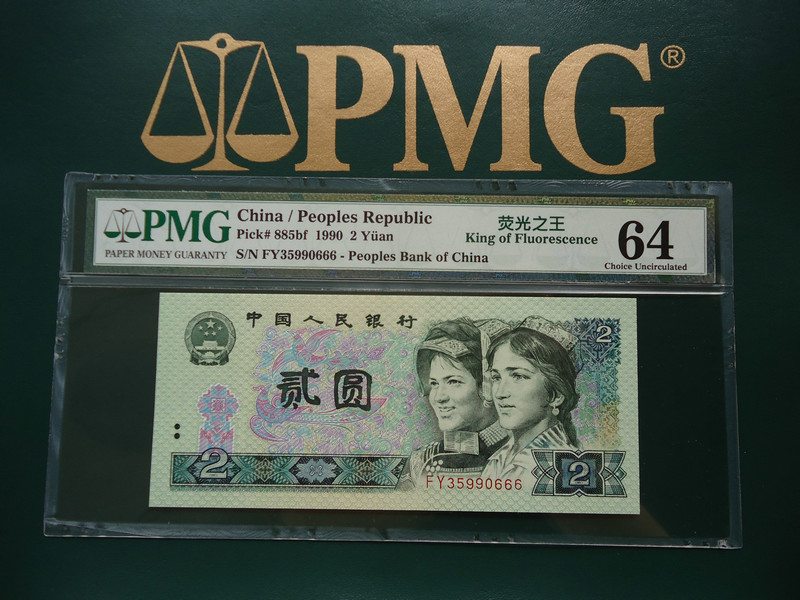 PMG®
PMG
PAPER MONEY GUARANTY
China / Peoples Republic
Pick# 885bf 1990 2 Yüan
S/N FY35990666 - Peoples Bank of China
荧光之王
King of Fluorescence
64
Choice Uncirculated
中国人民银行
2
贰圆
2
2
FY35990666